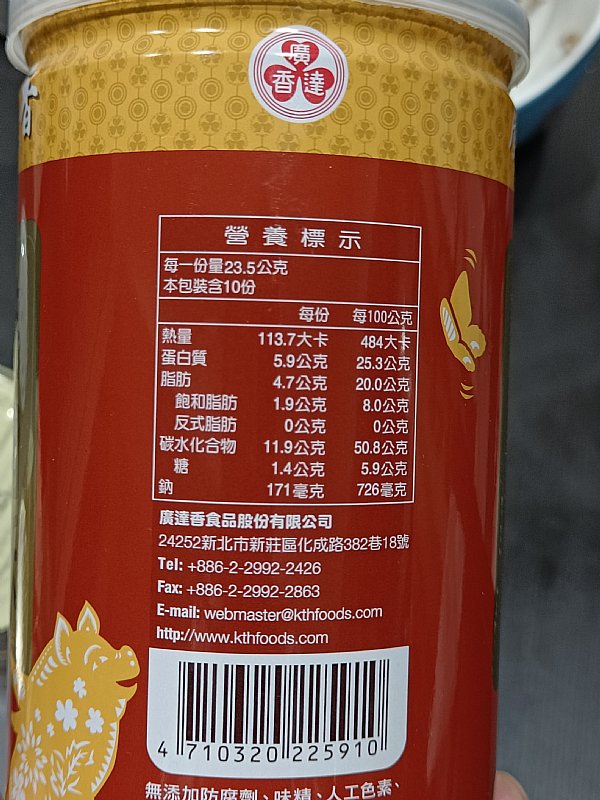 廣
香達
營養標示
每一份量23.5公克
本包裝含10份
每份 每100公克
熱量 113.7大卡 484大卡
蛋白質 5.9公克 25.3公克
脂肪 4.7公克 20.0公克
飽和脂肪 1.9公克 8.0公克
反式脂肪 0公克 0公克
碳水化合物 11.9公克 50.8公克
糖 1.4公克 5.9公克
鈉 171毫克 726毫克
廣達香食品股份有限公司
24252新北市新莊區化成路382巷18號
Tel: +886-2-2992-2426
Fax: +886-2-2992-2863
E-mail: webmaster@kthfoods.com
http://www.kthfoods.com
4 710320 225910
無添加防腐劑、味精、人工色素、